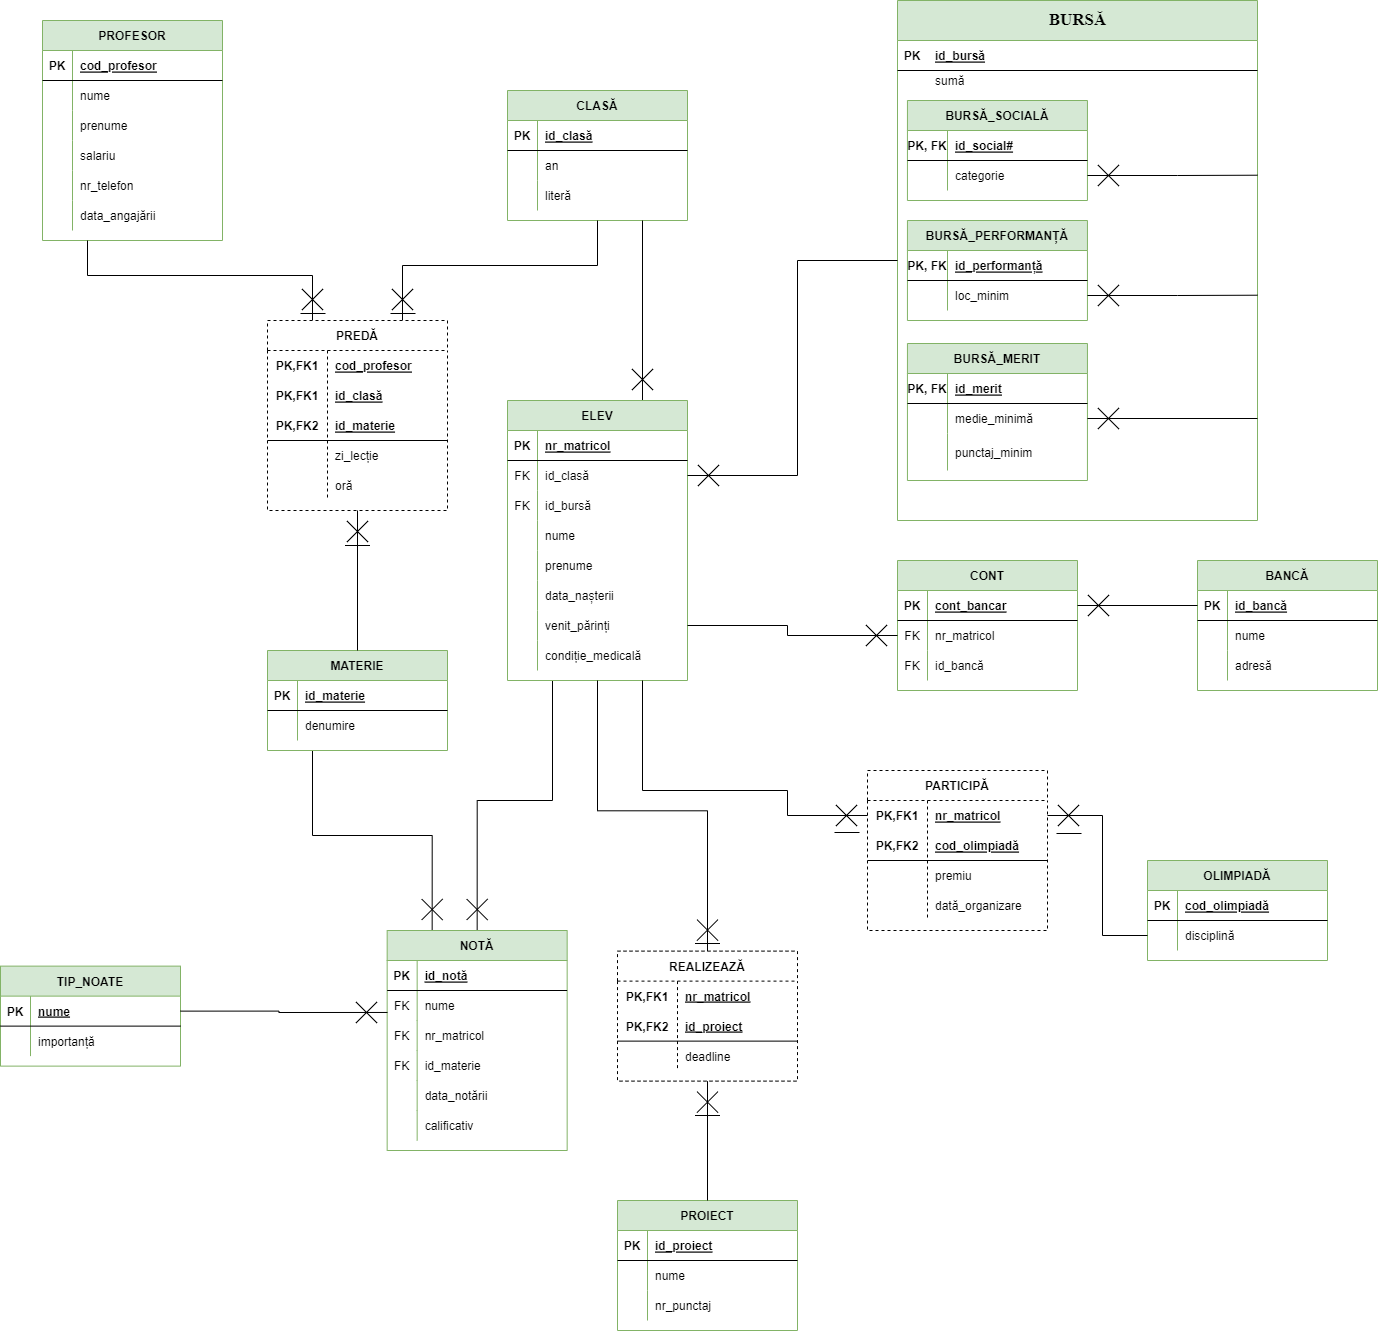 PROFESOR
PK cod_profesor
nume
prenume
salariu
nr_telefon
data_angajării
CLASĂ
PK id_clasă
an
literă
BURSĂ
PK id_bursă
sumă
BURSĂ_SOCIALĂ
PK, FK id_social#
categorie
BURSĂ_PERFORMANȚĂ
PK, FK id_performanță
loc_minim
BURSĂ_MERIT
PK, FK id_merit
medie_minimă
punctaj_minim
PREDĂ
PK,FK1 cod_profesor
PK,FK1 id_clasă
PK,FK2 id_materie
zi_lecție
oră
ELEV
PK nr_matricol
FK id_clasă
FK id_bursă
nume
prenume
data_nașterii
venit_părinți
condiție_medicală
CONT
PK cont_bancar
FK nr_matricol
FK id_bancă
BANCĂ
PK id_bancă
nume
adresă
MATERIE
PK id_materie
denumire
PARTICIPĂ
PK,FK1 nr_matricol
PK,FK2 cod_olimpiadă
premiu
dată_organizare
OLIMPIADĂ
PK cod_olimpiadă
disciplină
NOTĂ
PK id_notă
FK nume
FK nr_matricol
FK id_materie
data_notării
calificativ
TIP_NOATE
PK nume
importanță
REALIZEAZĂ
PK,FK1 nr_matricol
PK,FK2 id_proiect
deadline
PROIECT
PK id_proiect
nume
nr_punctaj